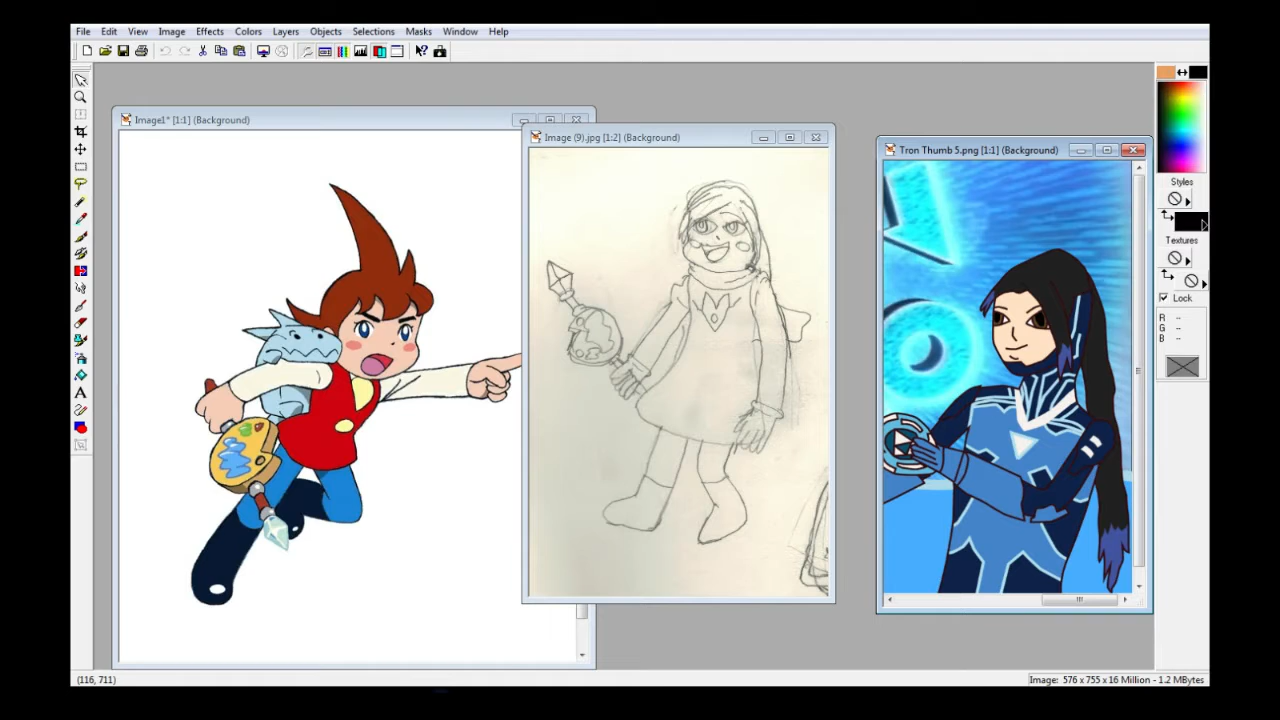 File Edit View Image Effects Colors Layers Objects Selections Masks Window Help
Image1* [1:1] (Background)
Image (9).jpg [1:2] (Background)
Tron Thumb 5.png [1:1] (Background)
Styles
Textures
Lock
R --
G --
B --
(116, 711)
Image: 576 x 755 x 16 Million - 1.2 MBytes